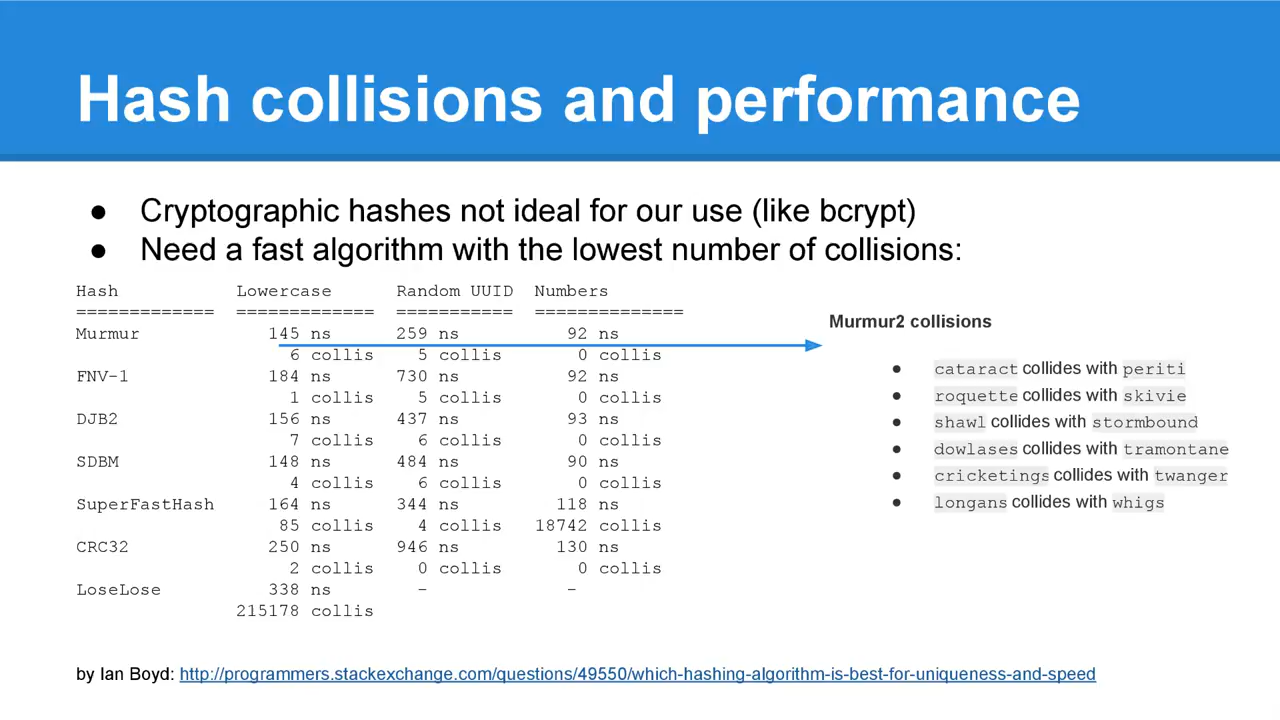 Hash collisions and performance
● Cryptographic hashes not ideal for our use (like bcrypt)
● Need a fast algorithm with the lowest number of collisions:
Hash Lowercase Random UUID Numbers
============= ============= =========== ==============
Murmur 145 ns 259 ns 92 ns
6 collis 5 collis 0 collis
FNV-1 184 ns 730 ns 92 ns
1 collis 5 collis 0 collis
DJB2 156 ns 437 ns 93 ns
7 collis 6 collis 0 collis
SDBM 148 ns 484 ns 90 ns
4 collis 6 collis 0 collis
SuperFastHash 164 ns 344 ns 118 ns
85 collis 4 collis 18742 collis
CRC32 250 ns 946 ns 130 ns
2 collis 0 collis 0 collis
LoseLose 338 ns - -
215178 collis
Murmur2 collisions
● cataract collides with periti
● roquette collides with skivie
● shawl collides with stormbound
● dowlases collides with tramontane
● cricketings collides with twanger
● longans collides with whigs
by Ian Boyd: http://programmers.stackexchange.com/questions/49550/which-hashing-algorithm-is-best-for-uniqueness-and-speed